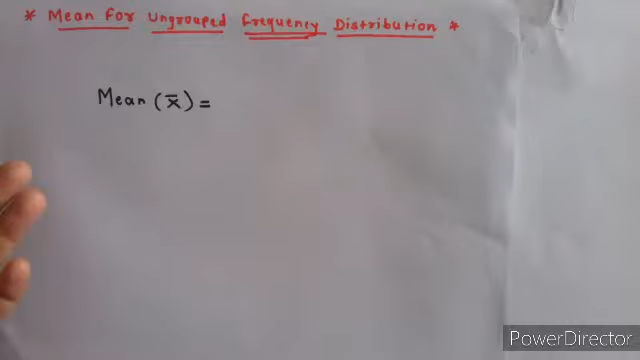 * Mean for Ungrouped frequency Distribution *
Mean (x̅) =
PowerDirector